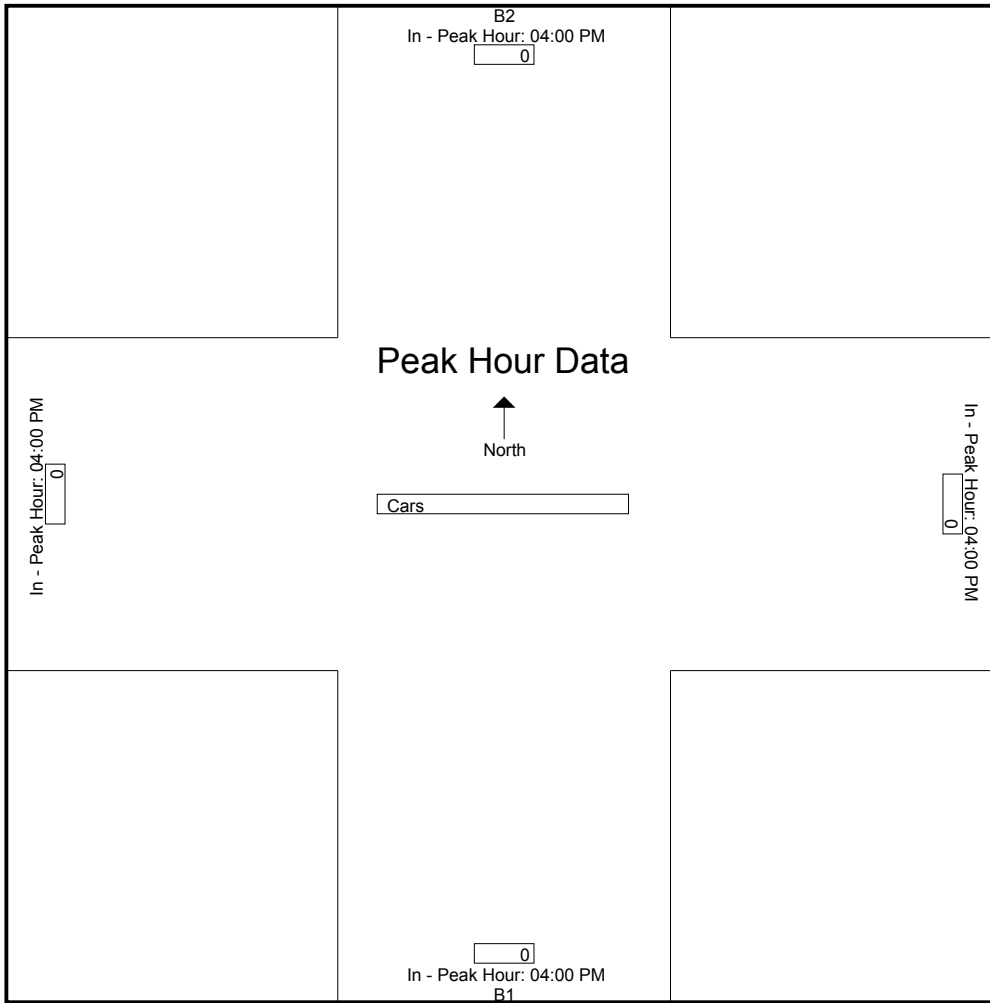 B2
In - Peak Hour: 04:00 PM
0
Peak Hour Data
North
In - Peak Hour: 04:00 PM
0
Cars
0
In - Peak Hour: 04:00 PM
0
In - Peak Hour: 04:00 PM
B1